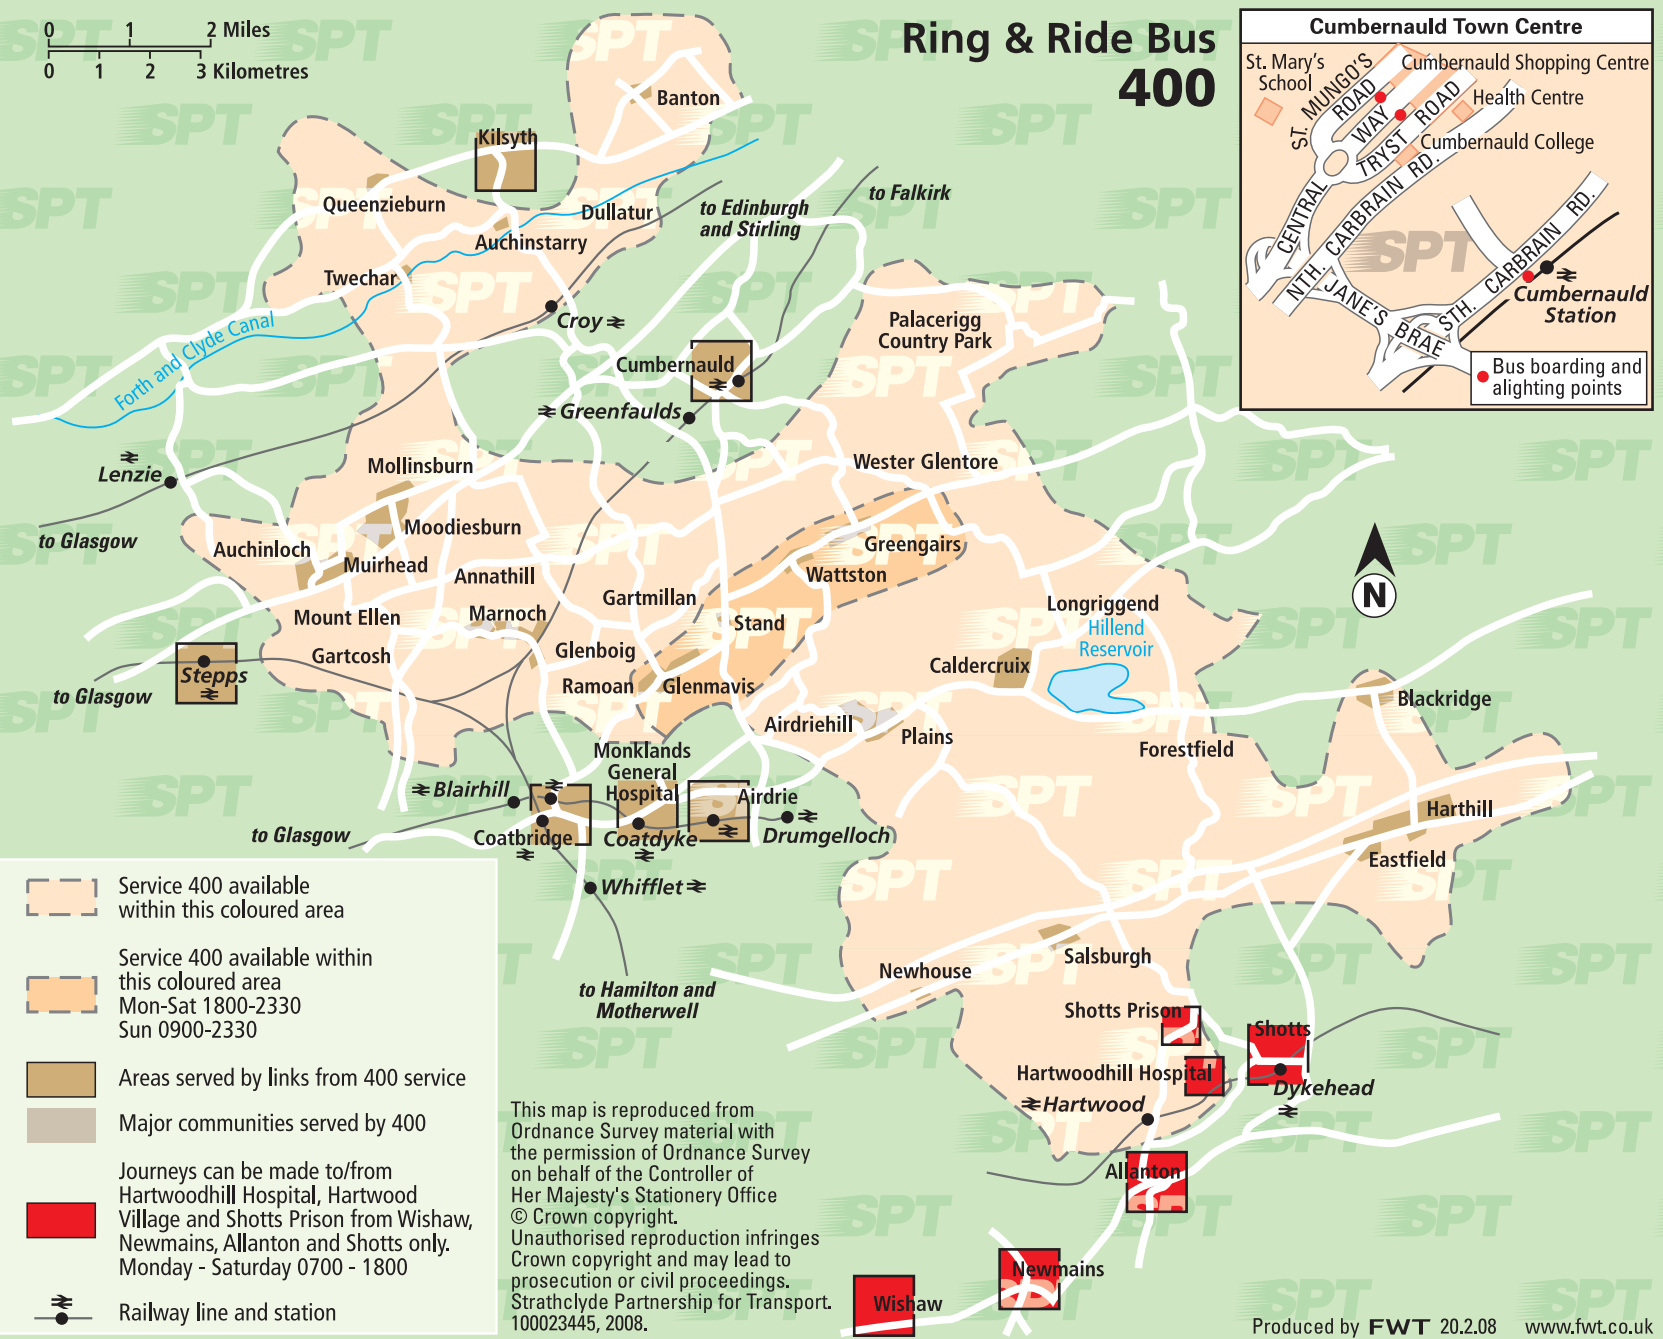 0 1 2 Miles
0 1 2 3 Kilometres
Ring & Ride Bus
400
Cumbernauld Town Centre
St. Mary's
School
ST. MUNGO'S
ROAD
Cumbernauld Shopping Centre
WAY
Health Centre
TRYST ROAD
Cumbernauld College
CENTRAL
NTH. CARBRAIN RD.
JANE'S BRAE
STH. CARBRAIN RD.
SPT
Cumbernauld
Station
Bus boarding and
alighting points
Banton
Kilsyth
Queenzieburn
Dullatur
Auchinstarry
Twechar
to Edinburgh
and Stirling
to Falkirk
Forth and Clyde Canal
Croy
Palacerigg
Country Park
Cumbernauld
Greenfaulds
Lenzie
Mollinsburn
Wester Glentore
to Glasgow
Moodiesburn
Auchinloch
Muirhead
Annathill
Greengairs
Wattston
Gartmillan
Mount Ellen
Marnoch
Stand
Longriggend
Hillend
Reservoir
Gartcosh
Glenboig
Caldercruix
Stepps
Ramoan
Glenmavis
to Glasgow
Blackridge
Airdriehill
Plains
Forestfield
Monklands
General
Hospital
Blairhill
Airdrie
Harthill
to Glasgow
Coatbridge
Coatdyke
Drumgelloch
Eastfield
Whifflet
Salsburgh
Newhouse
to Hamilton and
Motherwell
Shotts Prison
Shotts
Hartwoodhill Hospital
Dykehead
Hartwood
Allanton
Newmains
Wishaw
N
Service 400 available
within this coloured area
Service 400 available within
this coloured area
Mon-Sat 1800-2330
Sun 0900-2330
Areas served by links from 400 service
Major communities served by 400
Journeys can be made to/from
Hartwoodhill Hospital, Hartwood
Village and Shotts Prison from Wishaw,
Newmains, Allanton and Shotts only.
Monday - Saturday 0700 - 1800
Railway line and station
This map is reproduced from
Ordnance Survey material with
the permission of Ordnance Survey
on behalf of the Controller of
Her Majesty's Stationery Office
© Crown copyright.
Unauthorised reproduction infringes
Crown copyright and may lead to
prosecution or civil proceedings.
Strathclyde Partnership for Transport.
100023445, 2008.
Produced by FWT 20.2.08 www.fwt.co.uk